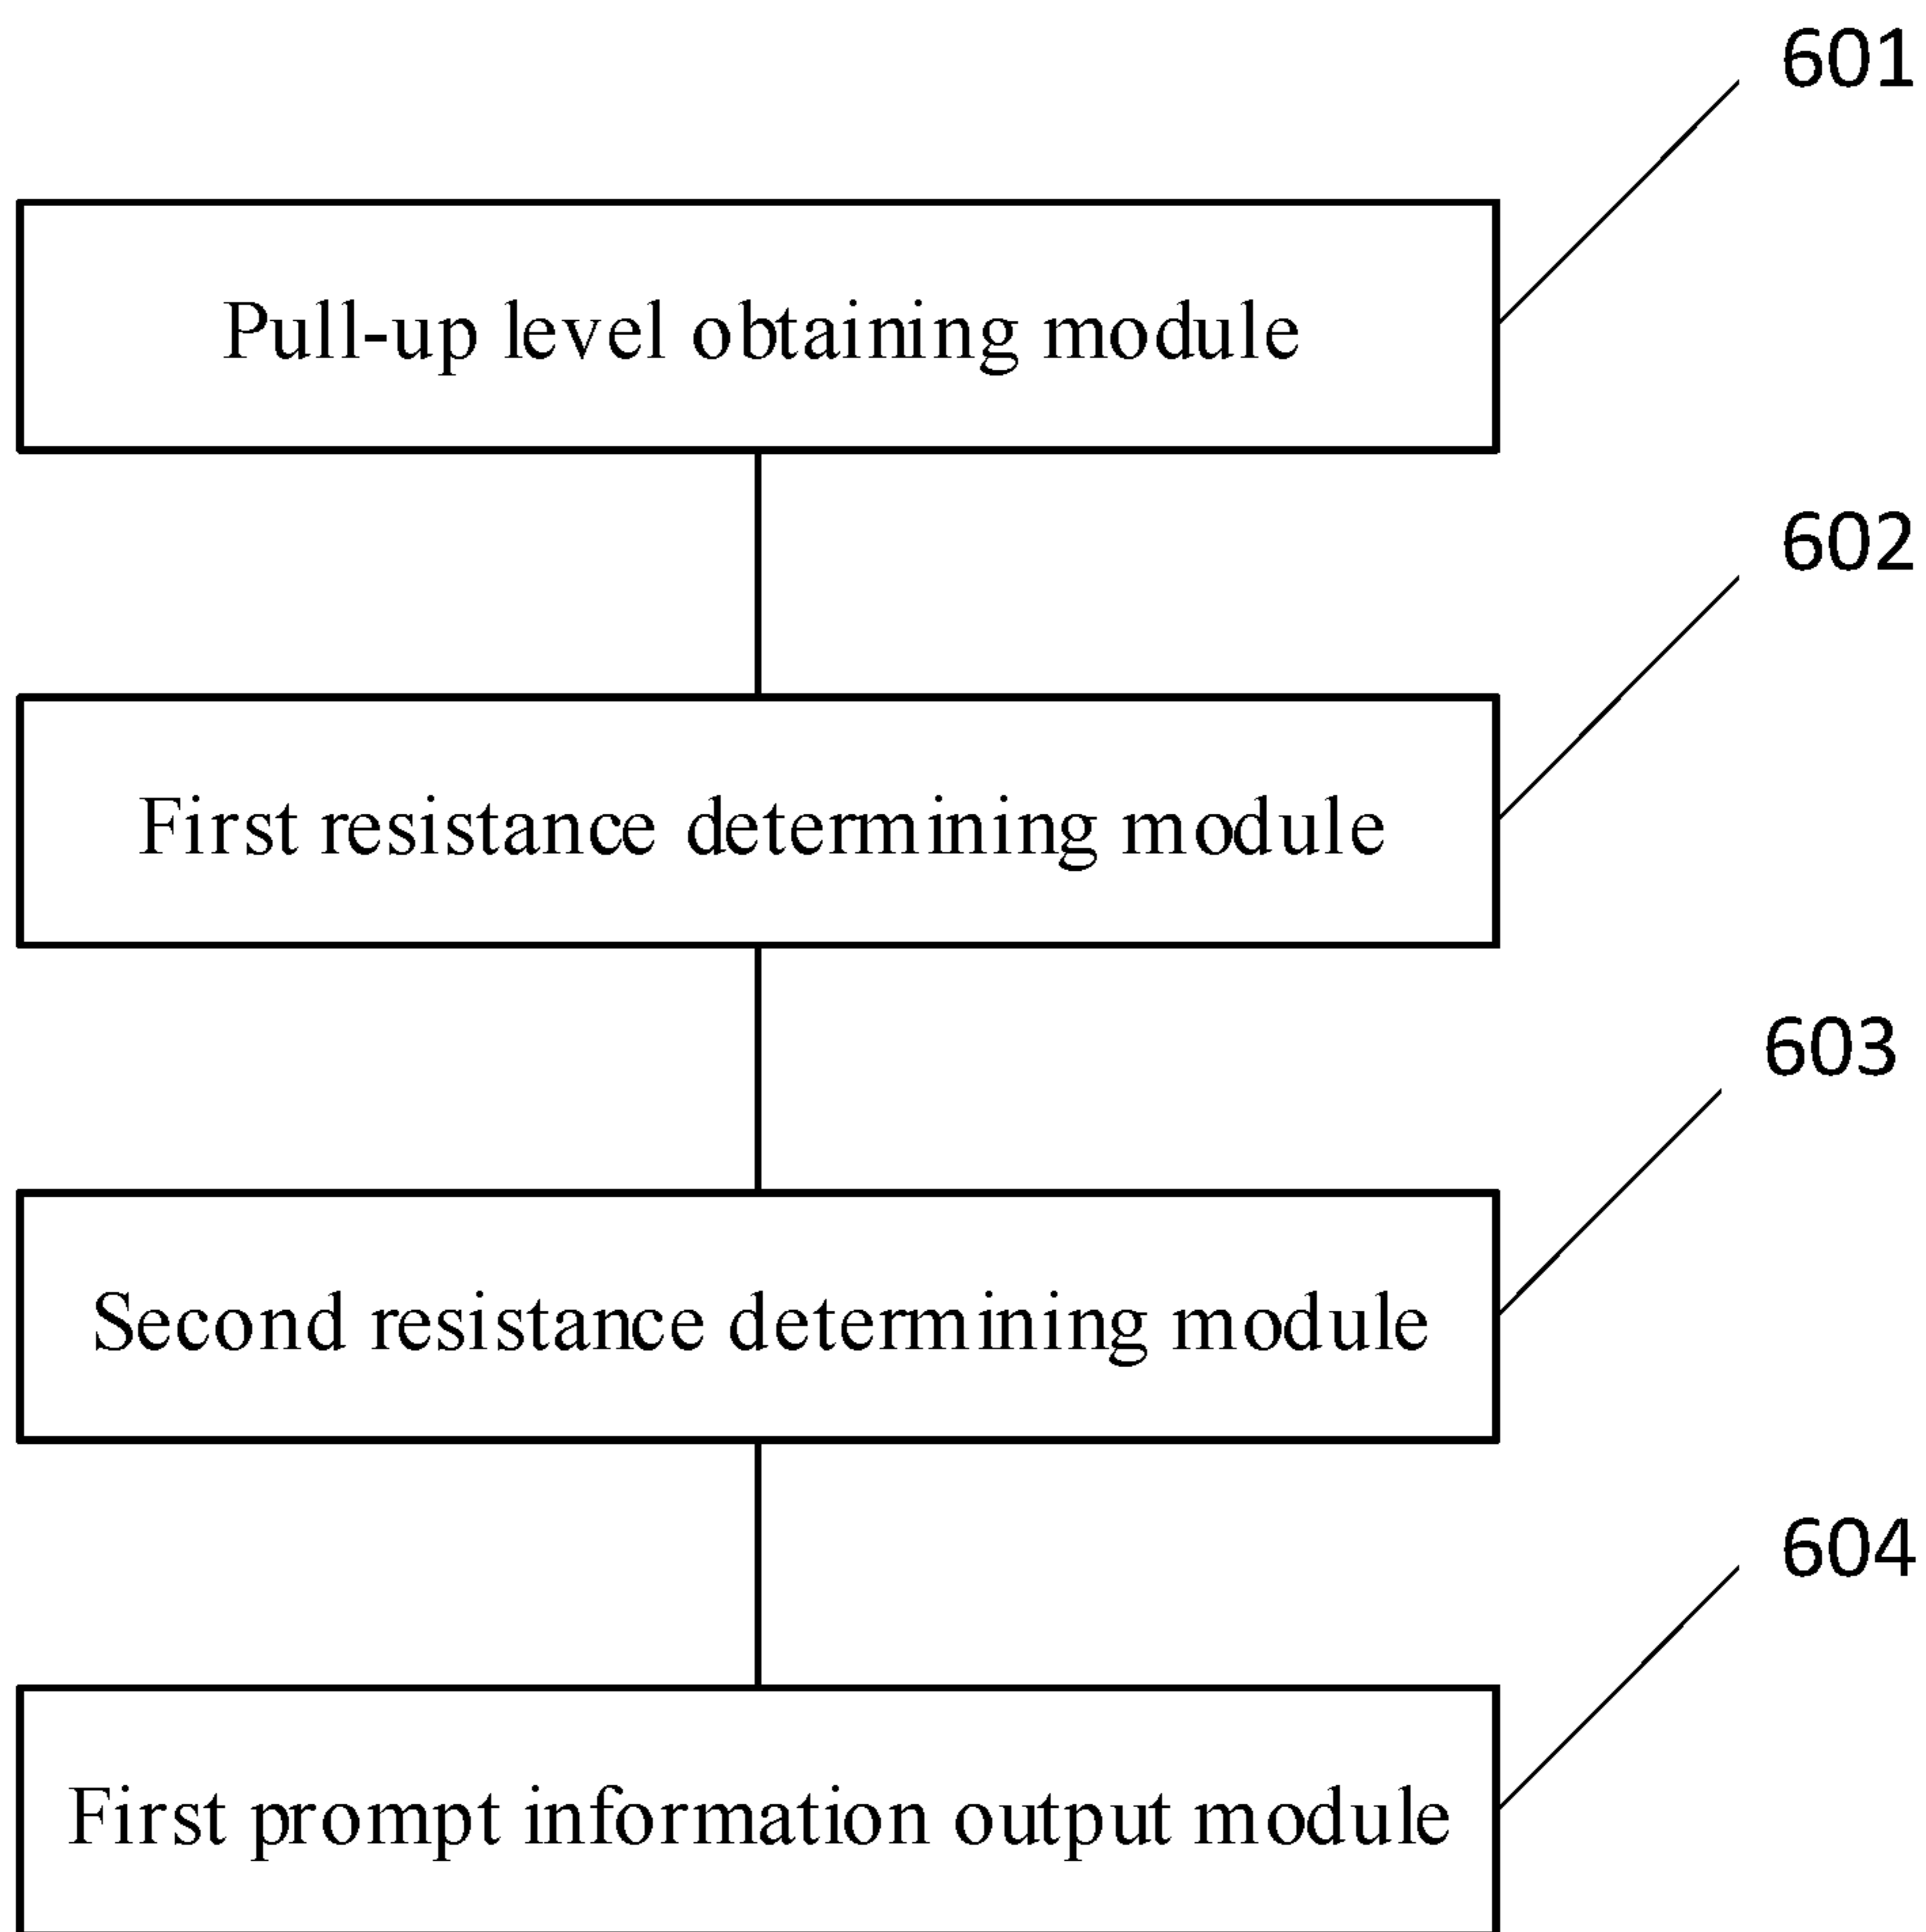 601
Pull-up level obtaining module
602
First resistance determining module
603
Second resistance determining module
604
First prompt information output module